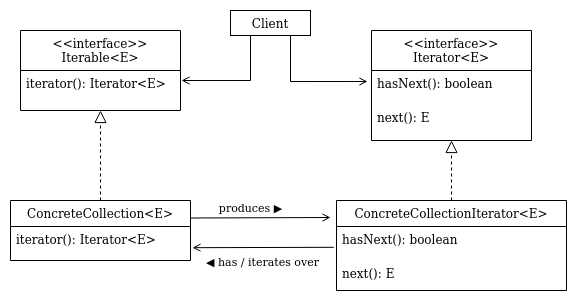 Client
<<interface>>
Iterable<E>
iterator(): Iterator<E>
<<interface>>
Iterator<E>
hasNext(): boolean
next(): E
ConcreteCollection<E>
iterator(): Iterator<E>
produces ▶
◀ has / iterates over
ConcreteCollectionIterator<E>
hasNext(): boolean
next(): E